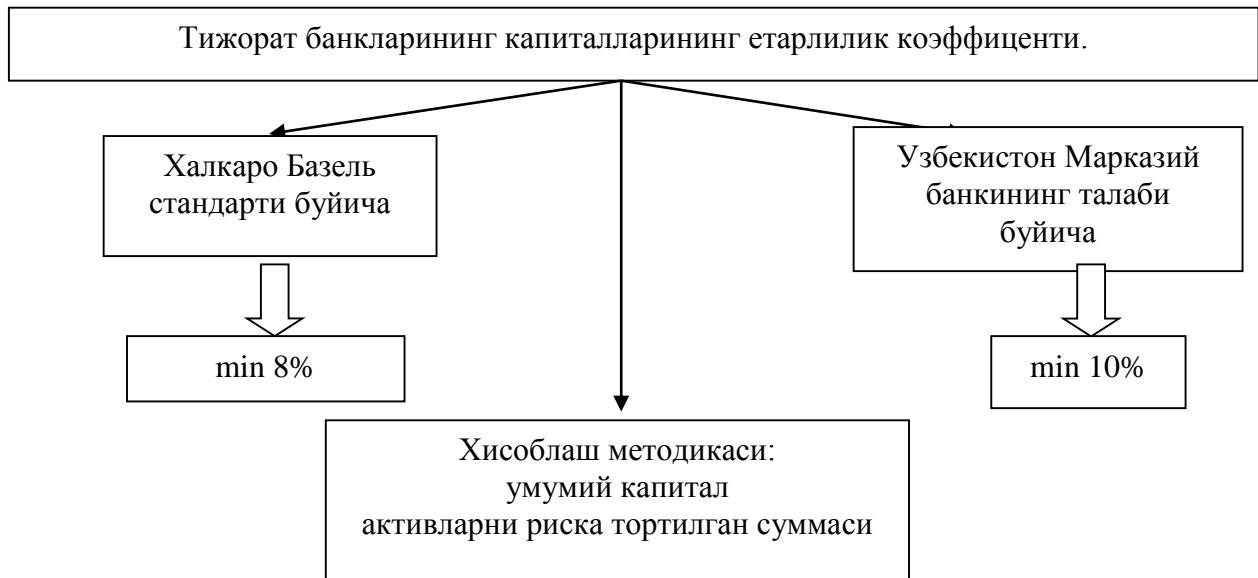 Тижорат банкларининг капиталларининг етарлилик коэффиценти.
Халкаро Базель
стандарти буйича
Узбекистон Марказий
банкининг талаби
буйича
min 8%
min 10%
Хисоблаш методикаси:
умумий капитал
активларни риска тортилган суммаси